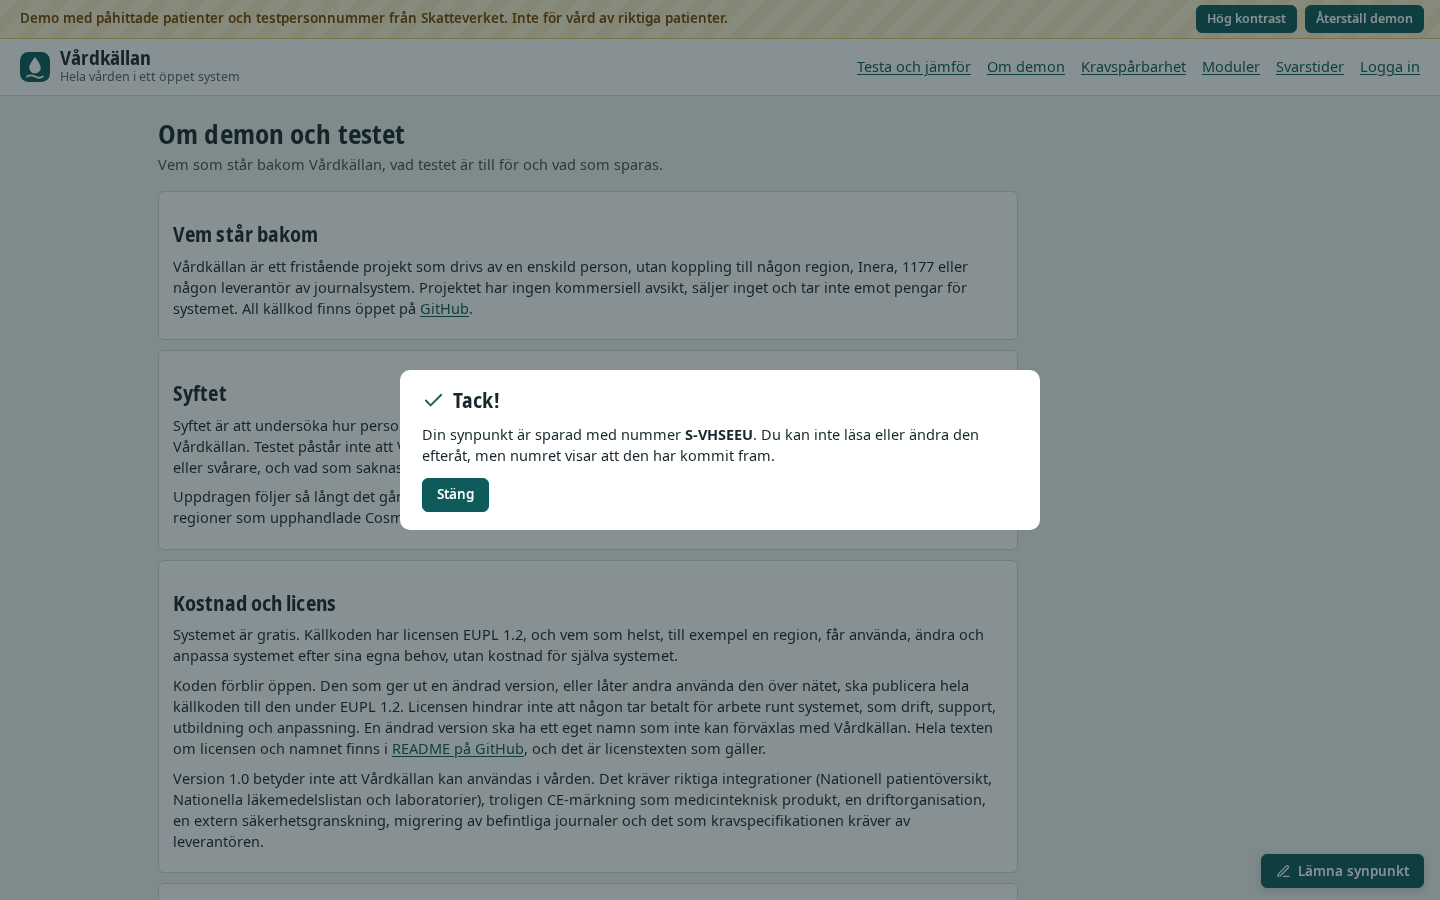 Demo med påhittade patienter och testpersonnummer från Skatteverket. Inte för vård av riktiga patienter.
Hög kontrast
Återställ demon
Vårdkällan
Hela vården i ett öppet system
Testa och jämför
Om demon
Kravspårbarhet
Moduler
Svarstider
Logga in
Om demon och testet
Vem som står bakom Vårdkällan, vad testet är till för och vad som sparas.
Vem står bakom
Vårdkällan är ett fristående projekt som drivs av en enskild person, utan koppling till någon region, Inera, 1177 eller
någon leverantör av journalsystem. Projektet har ingen kommersiell avsikt, säljer inget och tar inte emot pengar för
systemet. All källkod finns öppet på GitHub.
Syftet
Syftet är att undersöka hur perso
Vårdkällan. Testet påstår inte att V
eller svårare, och vad som saknas
Uppdragen följer så långt det går
regioner som upphandlade Cosm
Tack!
Din synpunkt är sparad med nummer S-VHSEEU. Du kan inte läsa eller ändra den
efteråt, men numret visar att den har kommit fram.
Stäng
Kostnad och licens
Systemet är gratis. Källkoden har licensen EUPL 1.2, och vem som helst, till exempel en region, får använda, ändra och
anpassa systemet efter sina egna behov, utan kostnad för själva systemet.
Koden förblir öppen. Den som ger ut en ändrad version, eller låter andra använda den över nätet, ska publicera hela
källkoden till den under EUPL 1.2. Licensen hindrar inte att någon tar betalt för arbete runt systemet, som drift, support,
utbildning och anpassning. En ändrad version ska ha ett eget namn som inte kan förväxlas med Vårdkällan. Hela texten
om licensen och namnet finns i README på GitHub, och det är licenstexten som gäller.
Version 1.0 betyder inte att Vårdkällan kan användas i vården. Det kräver riktiga integrationer (Nationell patientöversikt,
Nationella läkemedelslistan och laboratorier), troligen CE-märkning som medicinteknisk produkt, en driftorganisation,
en extern säkerhetsgranskning, migrering av befintliga journaler och det som kravspecifikationen kräver av
leverantören.
Lämna synpunkt